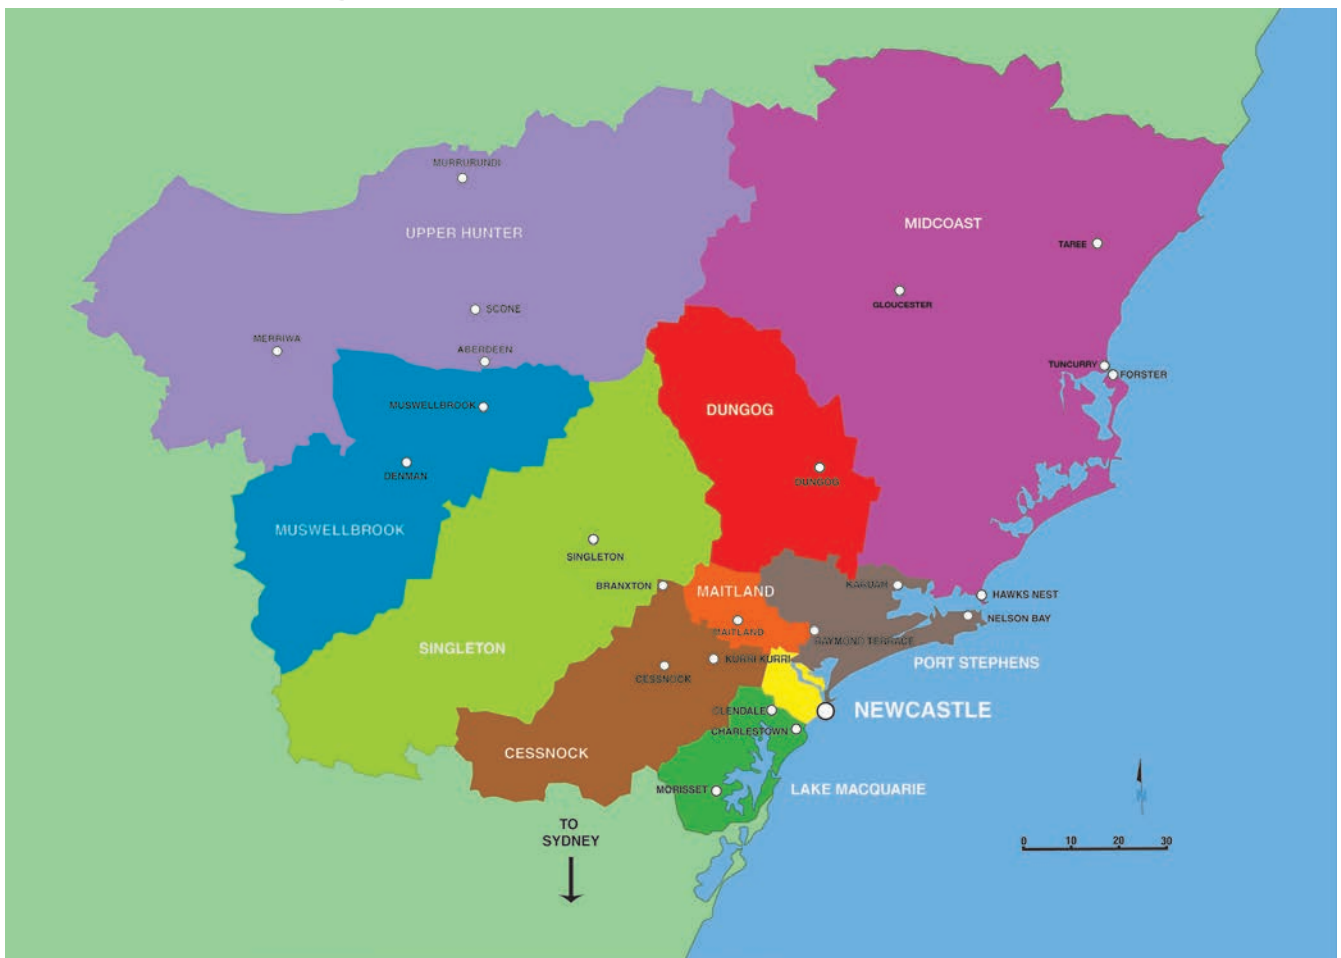 MURRURUNDI
UPPER HUNTER
MIDCOAST
TAREE
GLOUCESTER
SCONE
MERRIWA
ABERDEEN
TUNCURRY
FORSTER
MUSWELLBROOK
DUNGOG
DENMAN
DUNGOG
MUSWELLBROOK
SINGLETON
BRANXTON
MAITLAND
KARUAH
HAWKS NEST
NELSON BAY
MAITLAND
RAYMOND TERRACE
SINGLETON
KURRI KURRI
PORT STEPHENS
CESSNOCK
GLENDALE
NEWCASTLE
CHARLESTOWN
CESSNOCK
MORISSET
LAKE MACQUARIE
N
TO
SYDNEY
0 10 20 30